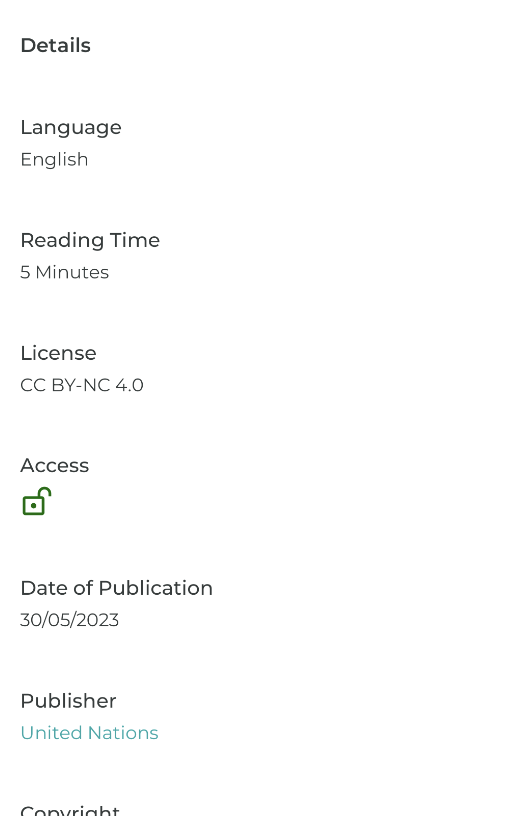 Details
Language
English
Reading Time
5 Minutes
License
CC BY-NC 4.0
Access
Date of Publication
30/05/2023
Publisher
United Nations
Copyright